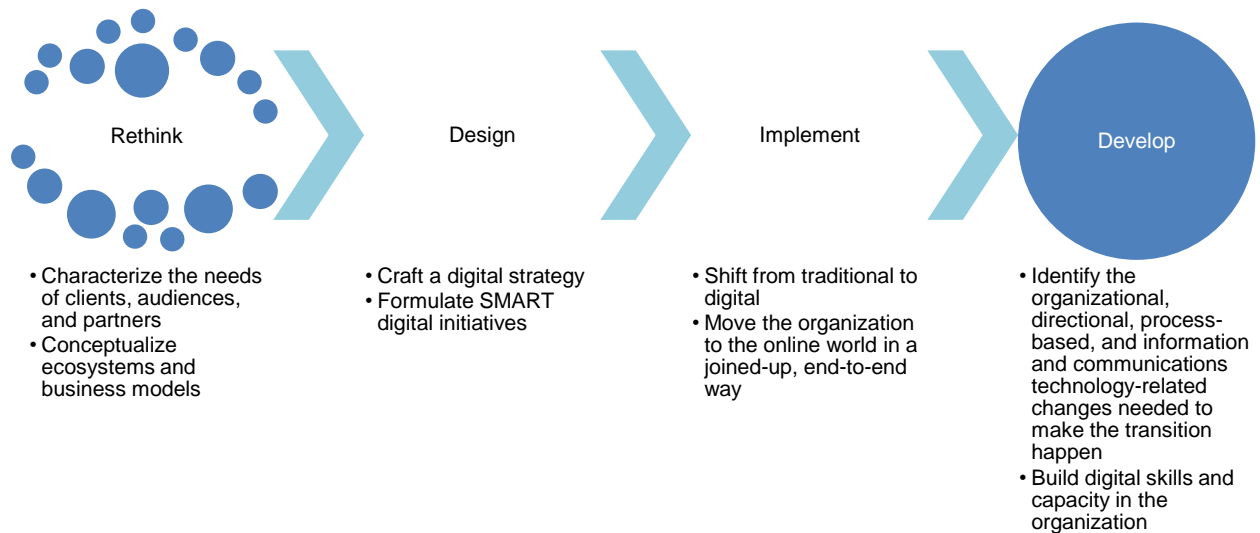 Rethink
Design
Implement
Develop
• Characterize the needs
of clients, audiences,
and partners
• Conceptualize
ecosystems and
business models
• Craft a digital strategy
• Formulate SMART
digital initiatives
• Shift from traditional to
digital
• Move the organization
to the online world in a
joined-up, end-to-end
way
• Identify the
organizational,
directional, process-
based, and information
and communications
technology-related
changes needed to
make the transition
happen
• Build digital skills and
capacity in the
organization